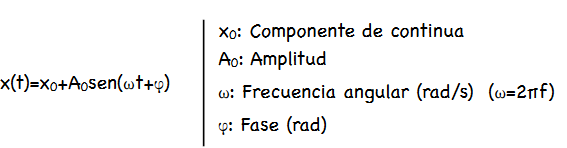 x(t)=x₀+A₀sen(ωt+φ)
x₀: Componente de continua
A₀: Amplitud
ω: Frecuencia angular (rad/s) (ω=2πf)
φ: Fase (rad)